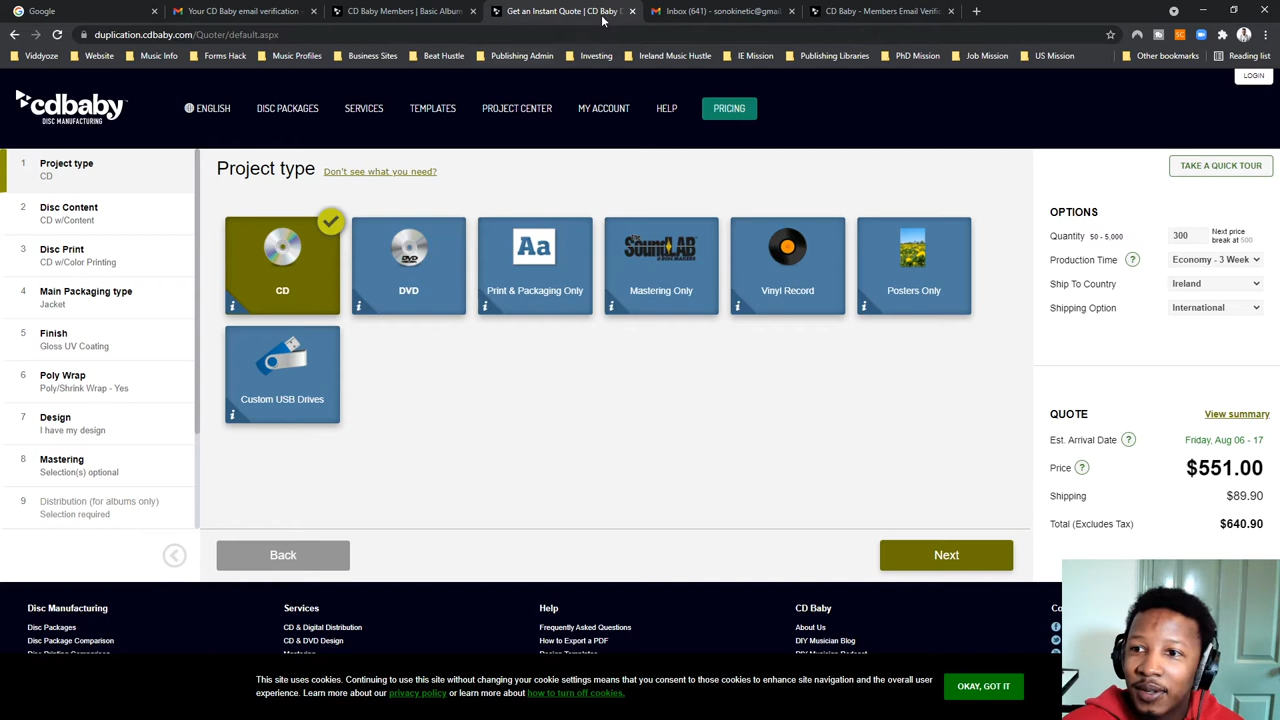 Google
Your CD Baby email verification -
CD Baby Members | Basic Album
Get an Instant Quote | CD Baby
Inbox (641) - sonokinetic@gmail
CD Baby - Members Email Verifi
duplication.cdbaby.com/Quoter/default.aspx
Viddyoze
Website
Music Info
Music Profiles
Business Sites
Beat Hustle
Publishing Admin
Investing
Ireland Music Hustle
IE Mission
Publishing Libraries
PhD Mission
Job Mission
US Mission
Other bookmarks
Reading list
LOGIN
cdbaby
DISC MANUFACTURING
ENGLISH
DISC PACKAGES
SERVICES
TEMPLATES
PROJECT CENTER
MY ACCOUNT
HELP
PRICING
1 Project type
CD
2 Disc Content
CD w/Content
3 Disc Print
CD w/Color Printing
4 Main Packaging type
Jacket
5 Finish
Gloss UV Coating
6 Poly Wrap
Poly/Shrink Wrap - Yes
7 Design
I have my design
8 Mastering
Selection(s) optional
9 Distribution (for albums only)
Selection required
Project type
Don't see what you need?
CD
DVD
DVD
Aa
Print & Packaging Only
SOUNDLAB
Mastering Only
Vinyl Record
Posters Only
Custom USB Drives
Back
Next
TAKE A QUICK TOUR
OPTIONS
Quantity 50 - 5,000
300
Next price
break at 500
Production Time ?
Economy - 3 Week
Ship To Country
Ireland
Shipping Option
International
QUOTE
View summary
Est. Arrival Date ?
Friday, Aug 06 - 17
Price ?
$551.00
Shipping
$89.90
Total (Excludes Tax)
$640.90
Disc Manufacturing
Disc Packages
Disc Package Comparison
Disc Printing Comparison
Services
CD & Digital Distribution
CD & DVD Design
Mastering
Help
Frequently Asked Questions
How to Export a PDF
Design Templates
CD Baby
About Us
DIY Musician Blog
DIY Musician Podcast
Co
This site uses cookies. Continuing to use this site without changing your cookie settings means that you consent to those cookies to enhance site navigation and the overall user
experience. Learn more about our privacy policy or learn more about how to turn off cookies.
OKAY, GOT IT